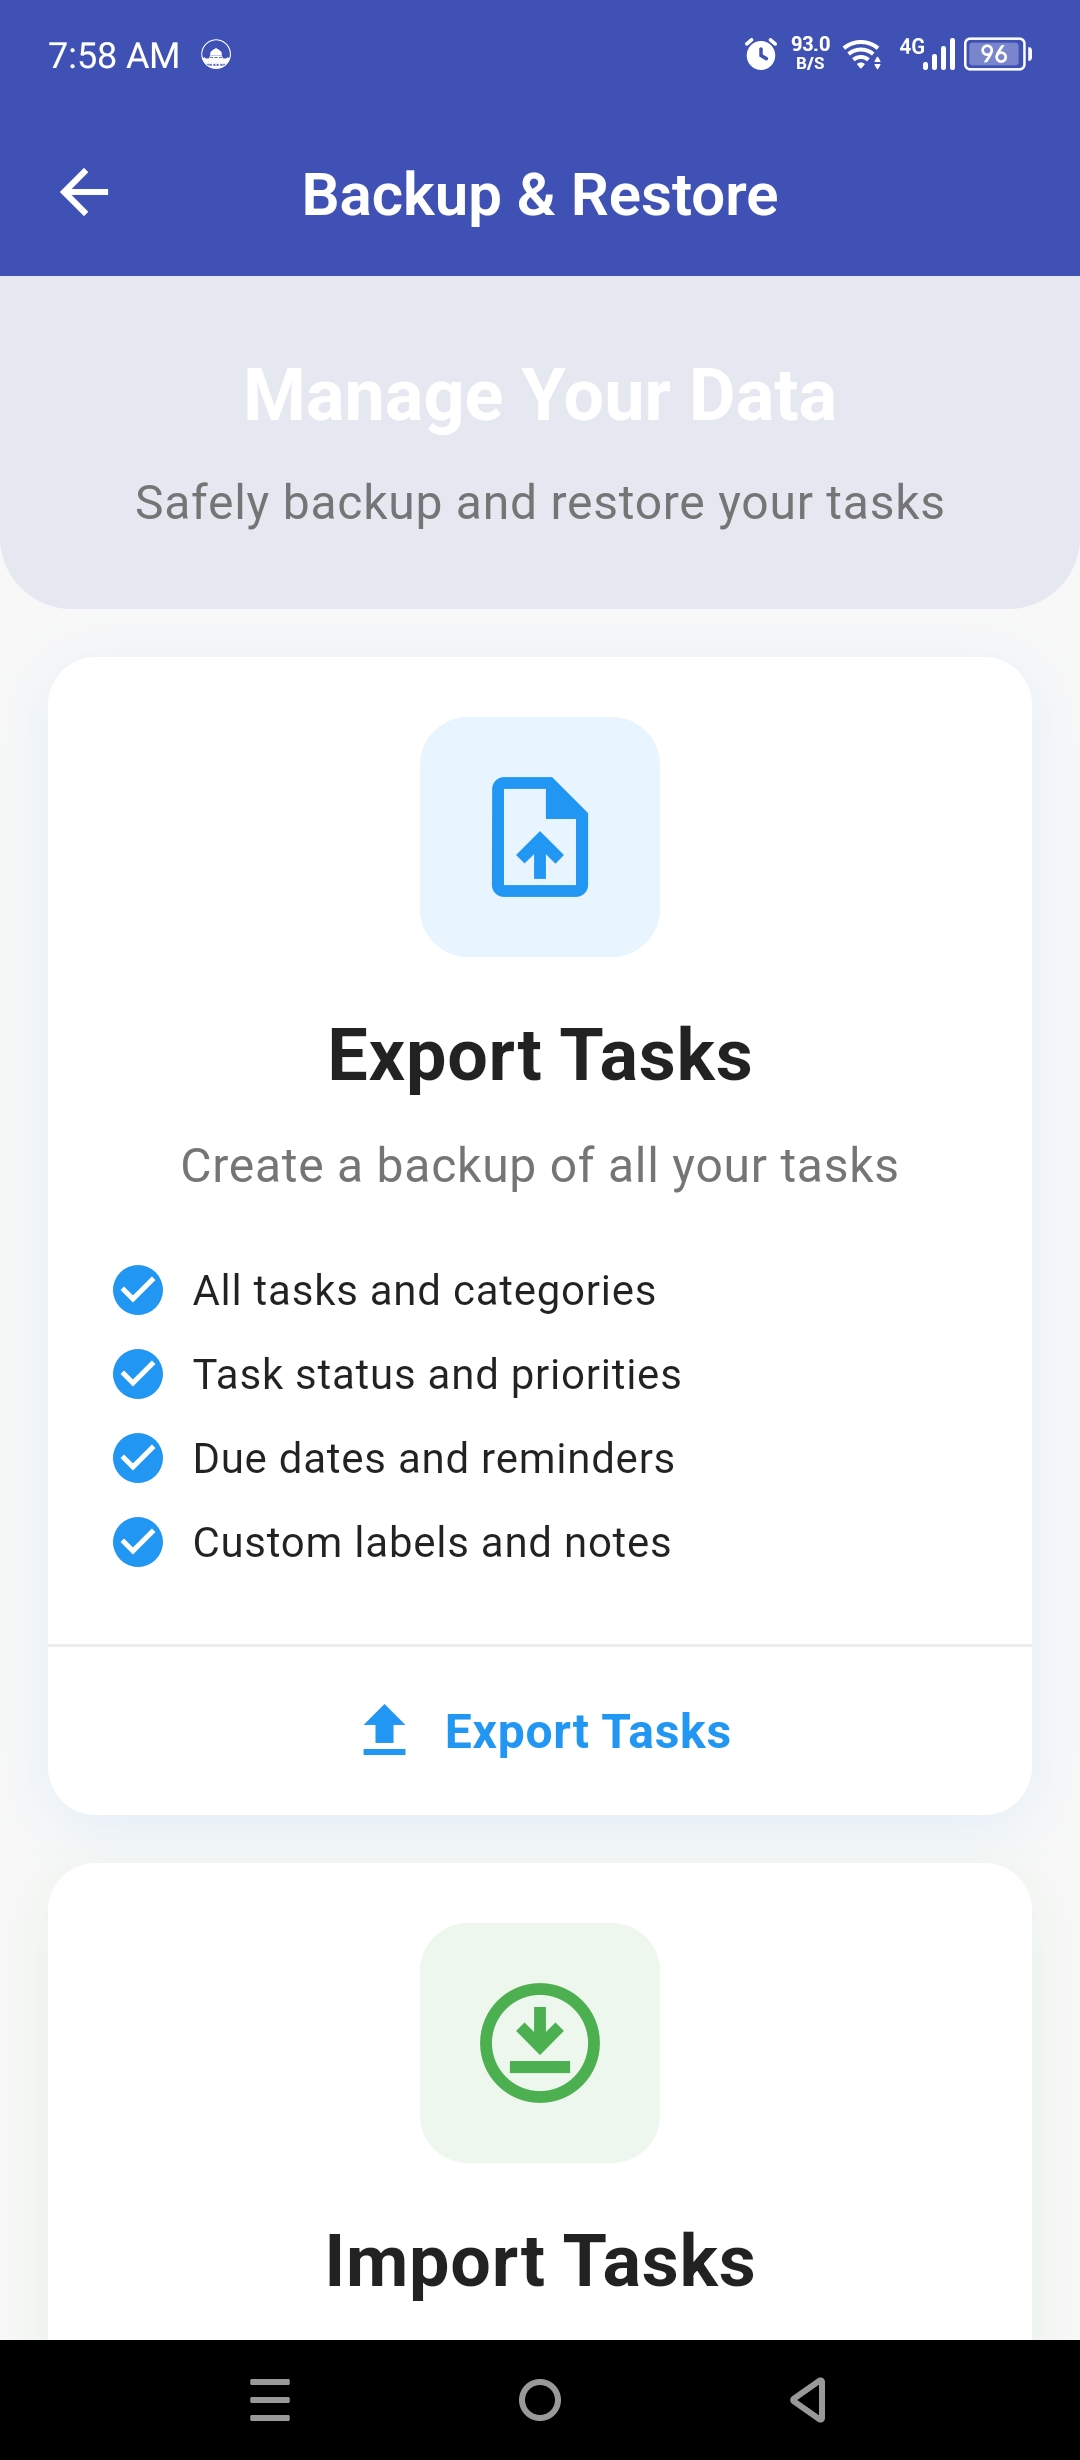 7:58 AM
93.0
B/S
4G
96
Backup & Restore
Manage Your Data
Safely backup and restore your tasks
Export Tasks
Create a backup of all your tasks
All tasks and categories
Task status and priorities
Due dates and reminders
Custom labels and notes
Export Tasks
Import Tasks